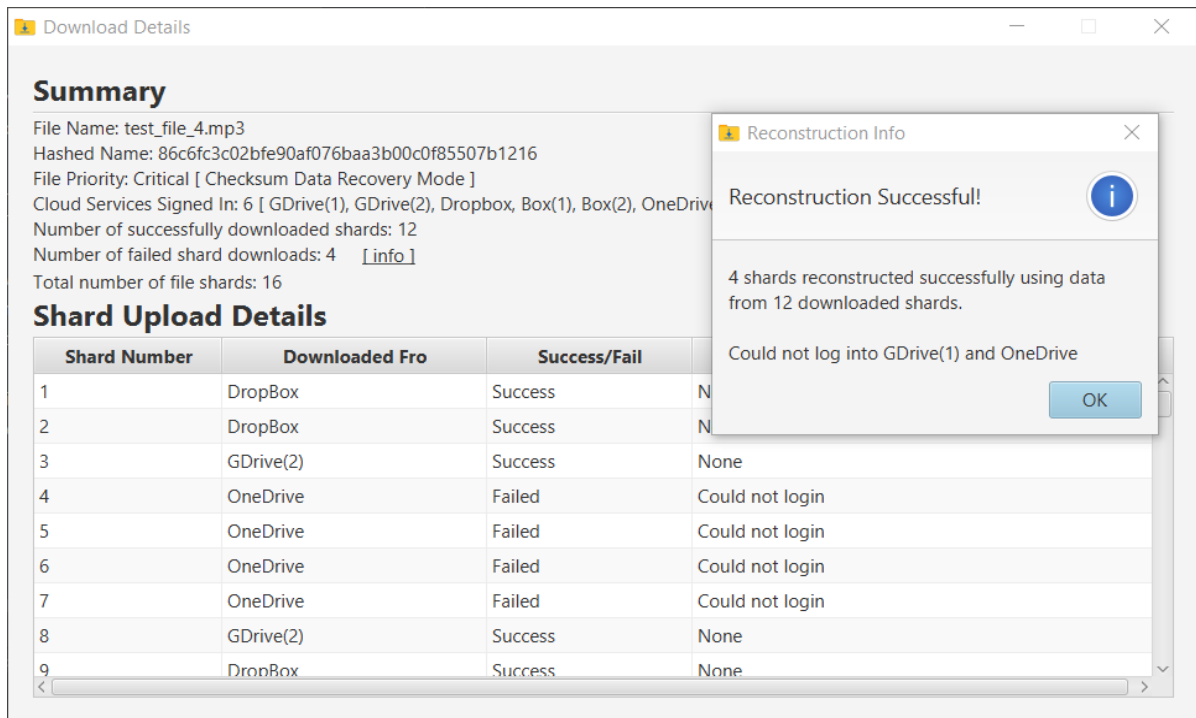 Download Details
Summary
File Name: test_file_4.mp3
Hashed Name: 86c6fc3c02bfe90af076baa3b00c0f85507b1216
File Priority: Critical [ Checksum Data Recovery Mode ]
Cloud Services Signed In: 6 [ GDrive(1), GDrive(2), Dropbox, Box(1), Box(2), OneDrive
Number of successfully downloaded shards: 12
Number of failed shard downloads: 4 [ info ]
Total number of file shards: 16
Shard Upload Details
Shard Number Downloaded Fro Success/Fail
1 DropBox Success N
2 DropBox Success N
3 GDrive(2) Success None
4 OneDrive Failed Could not login
5 OneDrive Failed Could not login
6 OneDrive Failed Could not login
7 OneDrive Failed Could not login
8 GDrive(2) Success None
9 DropBox Success None
Reconstruction Info
Reconstruction Successful!
4 shards reconstructed successfully using data
from 12 downloaded shards.
Could not log into GDrive(1) and OneDrive
OK